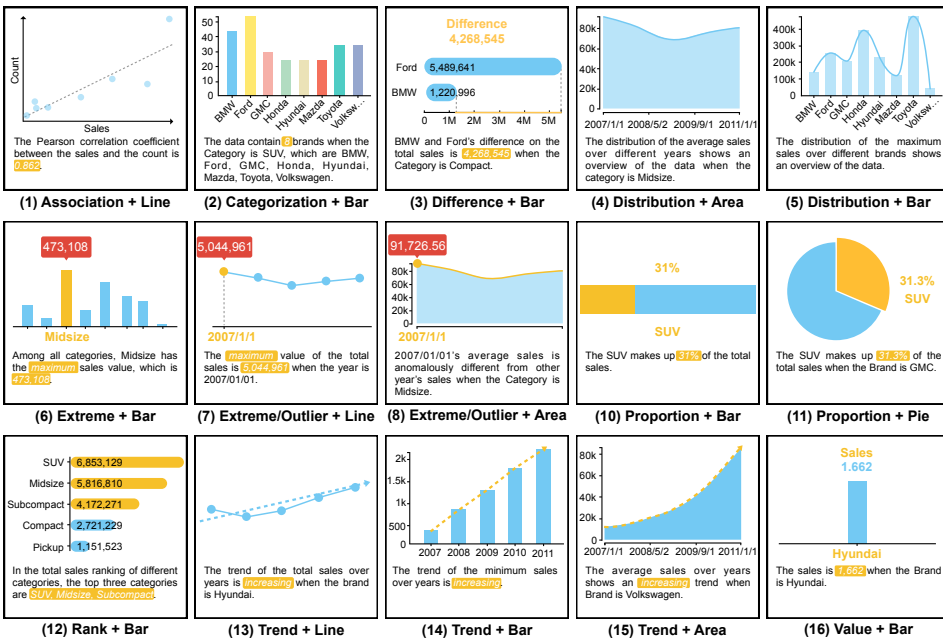 Count
Sales
The Pearson correlation coefficient
between the sales and the count is
0.862.
(1) Association + Line
50
40
30
20
10
0
BMW
Ford
GMC
Honda
Hyundai
Mazda
Toyota
Volksw...
The data contain 8 brands when the
Category is SUV, which are BMW,
Ford, GMC, Honda, Hyundai,
Mazda, Toyota, Volkswagen.
(2) Categorization + Bar
Difference
4,268,545
Ford 5,489,641
BMW 1,220,996
0 1M 2M 3M 4M 5M
BMW and Ford's difference on the
total sales is 4,268,545 when the
Category is Compact.
(3) Difference + Bar
80k
60k
40k
20k
0
2007/1/1 2008/5/2 2009/9/1 2011/1/1
The distribution of the average sales
over different years shows an
overview of the data when the
category is Midsize.
(4) Distribution + Area
400k
300k
200k
100k
0
BMW
Ford
GMC
Honda
Hyundai
Mazda
Toyota
Volksw...
The distribution of the maximum
sales over different brands shows
an overview of the data.
(5) Distribution + Bar
473,108
Midsize
Among all categories, Midsize has
the maximum sales value, which is
473,108.
(6) Extreme + Bar
5,044,961
2007/1/1
The maximum value of the total
sales is 5,044,961 when the year is
2007/01/01.
(7) Extreme/Outlier + Line
91,726.56
80k
60k
40k
20k
0
2007/1/1
2007/01/01's average sales is
anomalously different from other
year's sales when the Category is
Midsize.
(8) Extreme/Outlier + Area
31%
SUV
The SUV makes up 31% of the total
sales.
(10) Proportion + Bar
31.3%
SUV
The SUV makes up 31.3% of the
total sales when the Brand is GMC.
(11) Proportion + Pie
SUV 6,853,129
Midsize 5,816,810
Subcompact 4,172,271
Compact 2,721,229
Pickup 1,151,523
In the total sales ranking of different
categories, the top three categories
are SUV, Midsize, Subcompact.
(12) Rank + Bar
The trend of the total sales over
years is increasing when the brand
is Hyundai.
(13) Trend + Line
2k
1.5k
1k
500
0
2007 2008 2009 2010 2011
The trend of the minimum sales
over years is increasing.
(14) Trend + Bar
80k
60k
40k
20k
0
2007/1/1 2008/5/2 2009/9/1 2011/1/1
The average sales over years
shows an increasing trend when
Brand is Volkswagen.
(15) Trend + Area
Sales
1.662
Hyundai
The sales is 1,662 when the Brand
is Hyundai.
(16) Value + Bar